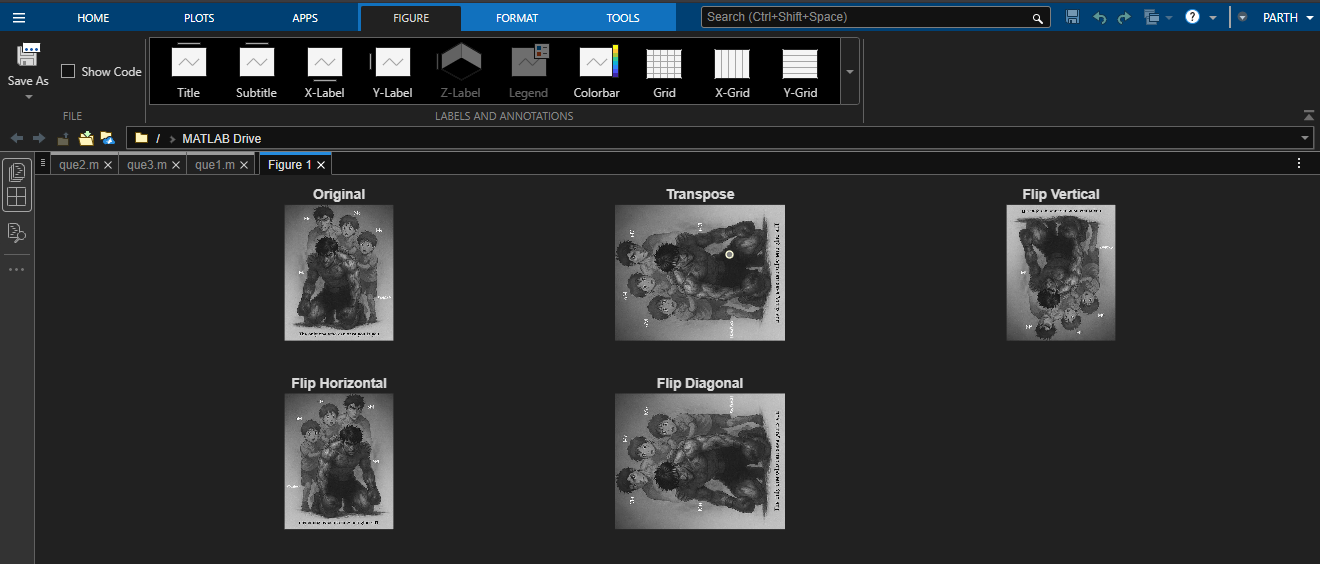 HOME PLOTS APPS FIGURE FORMAT TOOLS Search (Ctrl+Shift+Space) PARTH
Save As
Show Code
Title Subtitle X-Label Y-Label Z-Label Legend Colorbar Grid X-Grid Y-Grid
FILE LABELS AND ANNOTATIONS
/ MATLAB Drive
que2.m que3.m que1.m Figure 1
Original Transpose Flip Vertical
Flip Horizontal Flip Diagonal